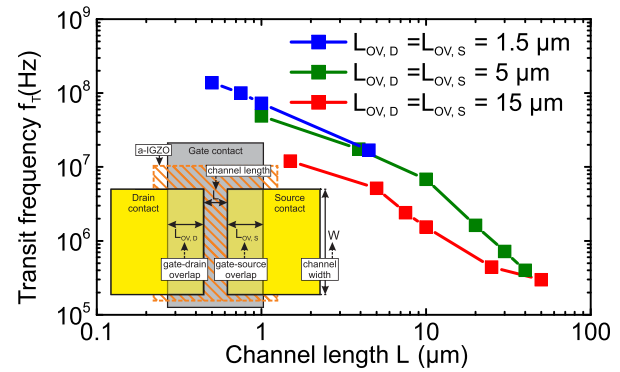 10⁹
10⁸
10⁷
10⁶
10⁵
Transit frequency f_T(Hz)
L_OV, D =L_OV, S = 1.5 µm
L_OV, D =L_OV, S = 5 µm
L_OV, D =L_OV, S = 15 µm
a-IGZO
Gate contact
channel length
L
Drain contact
Source contact
L_OV, D
L_OV, S
W
gate-drain overlap
gate-source overlap
channel width
0.1 1 10 100
Channel length L (µm)